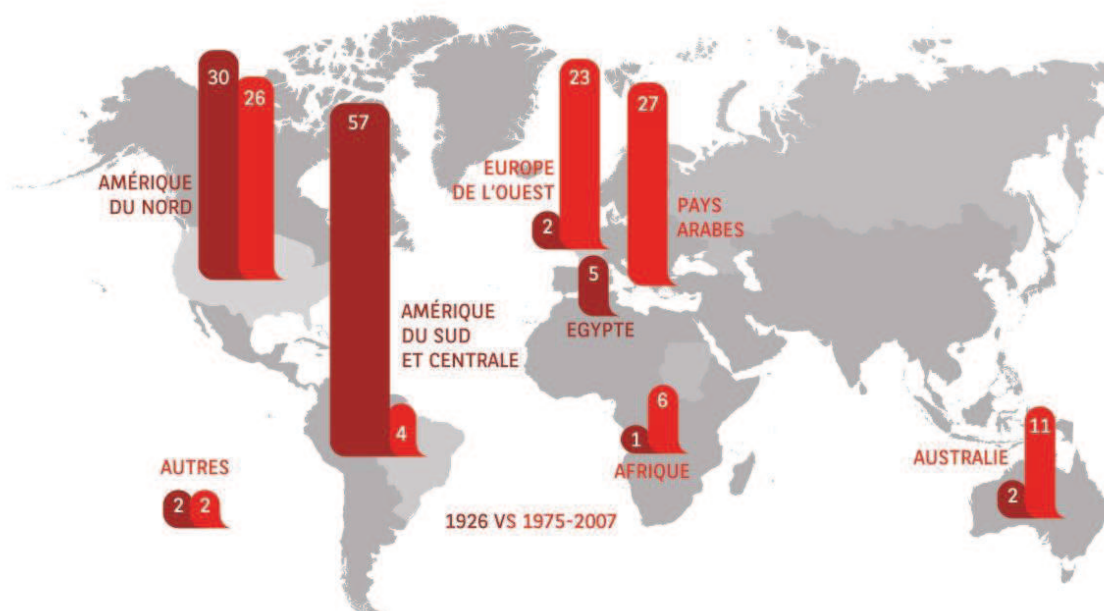 30
26
57
AMÉRIQUE
DU NORD
23
27
EUROPE
DE L'OUEST
2
PAYS
ARABES
5
EGYPTE
AMÉRIQUE
DU SUD
ET CENTRALE
4
6
1
AFRIQUE
11
AUSTRALIE
2
AUTRES
2 2
1926 VS 1975-2007